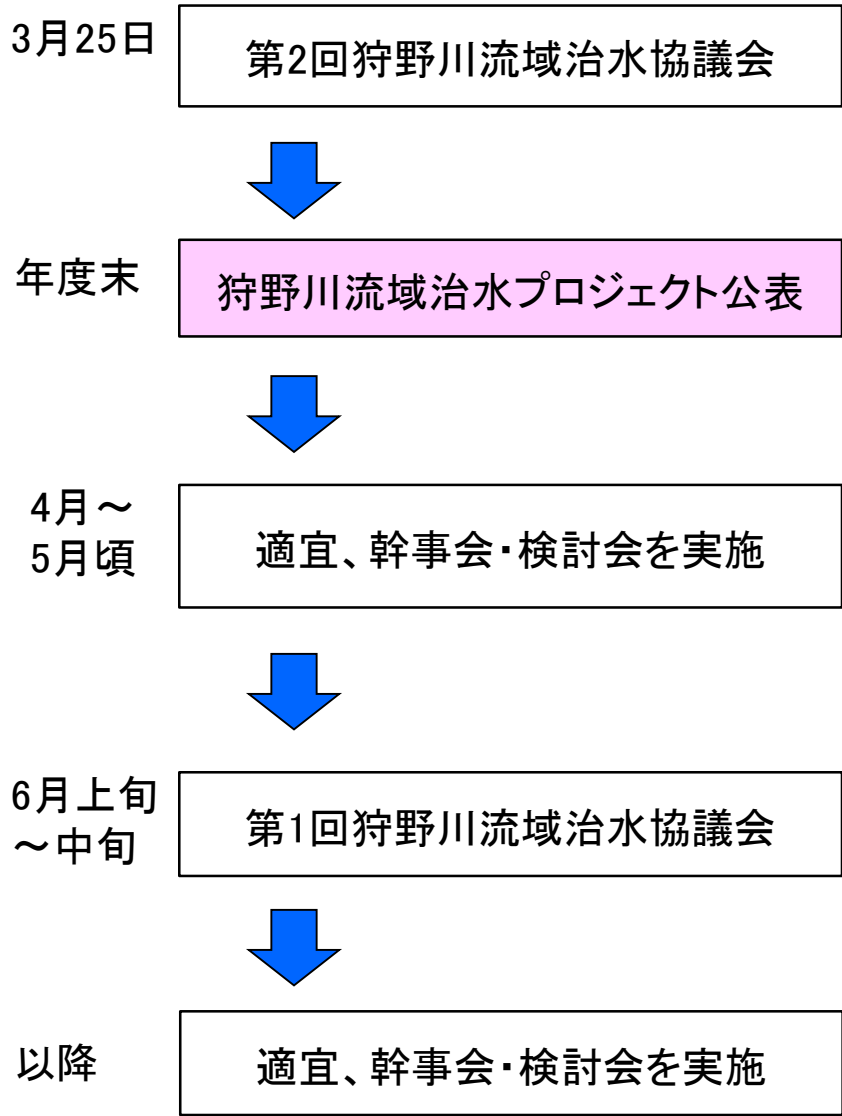 3月25日
第2回狩野川流域治水協議会
年度末
狩野川流域治水プロジェクト公表
4月～
5月頃
適宜、幹事会・検討会を実施
6月上旬
～中旬
第1回狩野川流域治水協議会
以降
適宜、幹事会・検討会を実施